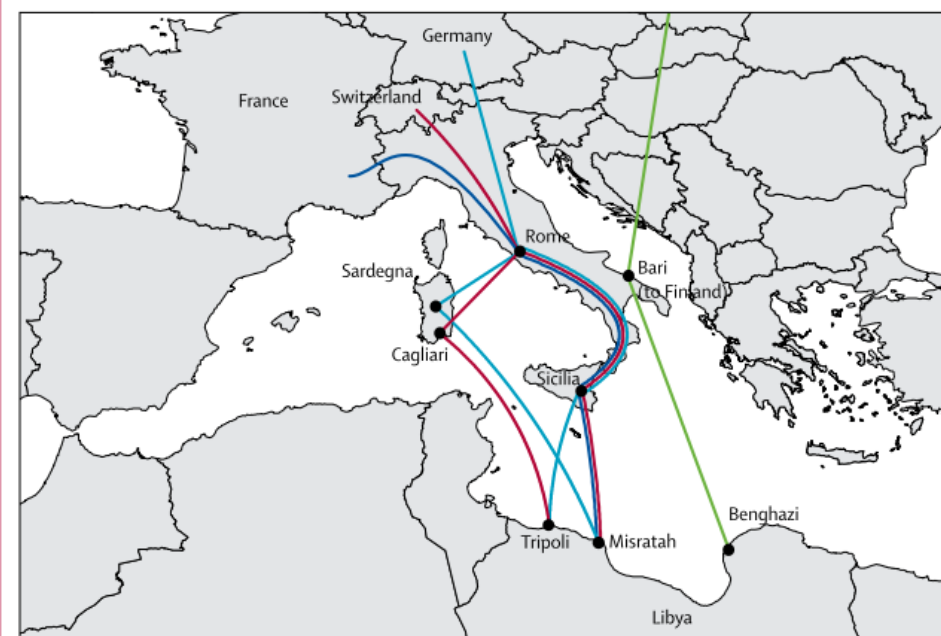 Germany
France
Switzerland
Rome
Sardegna
Bari
(to Finland)
Cagliari
Sicilia
Benghazi
Tripoli
Misratah
Libya